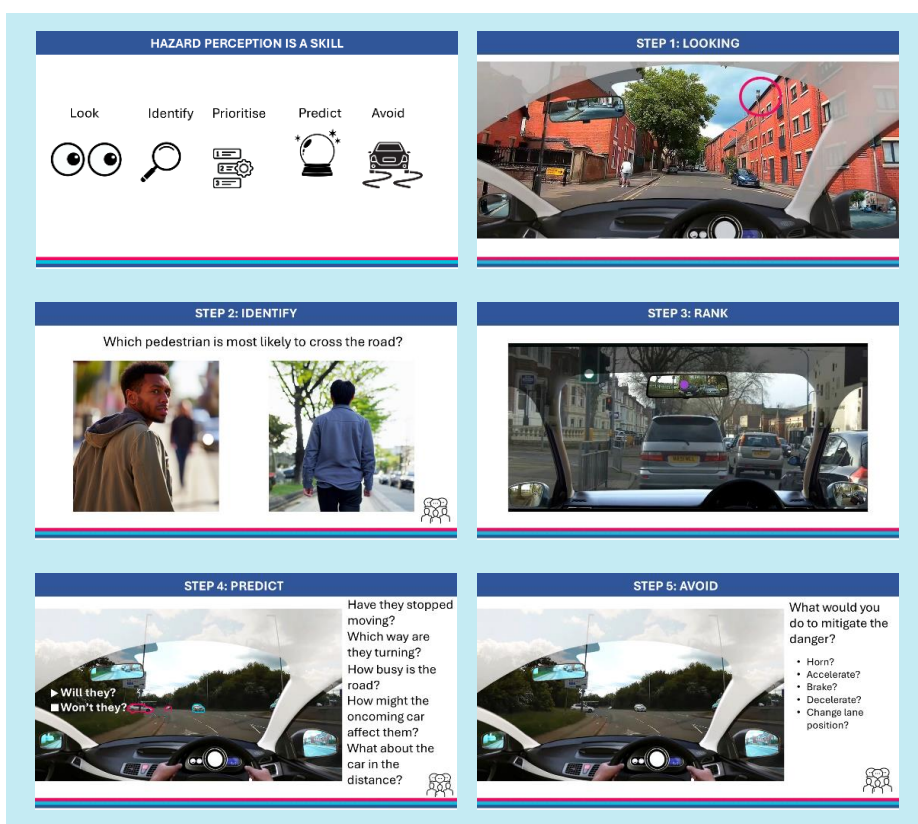 HAZARD PERCEPTION IS A SKILL
Look
Identify
Prioritise
Predict
Avoid
1
2
3
STEP 1: LOOKING
STEP 2: IDENTIFY
Which pedestrian is most likely to cross the road?
STEP 3: RANK
STEP 4: PREDICT
Will they?
Won't they?
Have they stopped
moving?
Which way are
they turning?
How busy is the
road?
How might the
oncoming car
affect them?
What about the
car in the
distance?
STEP 5: AVOID
What would you
do to mitigate the
danger?
• Horn?
• Accelerate?
• Brake?
• Decelerate?
• Change lane
position?